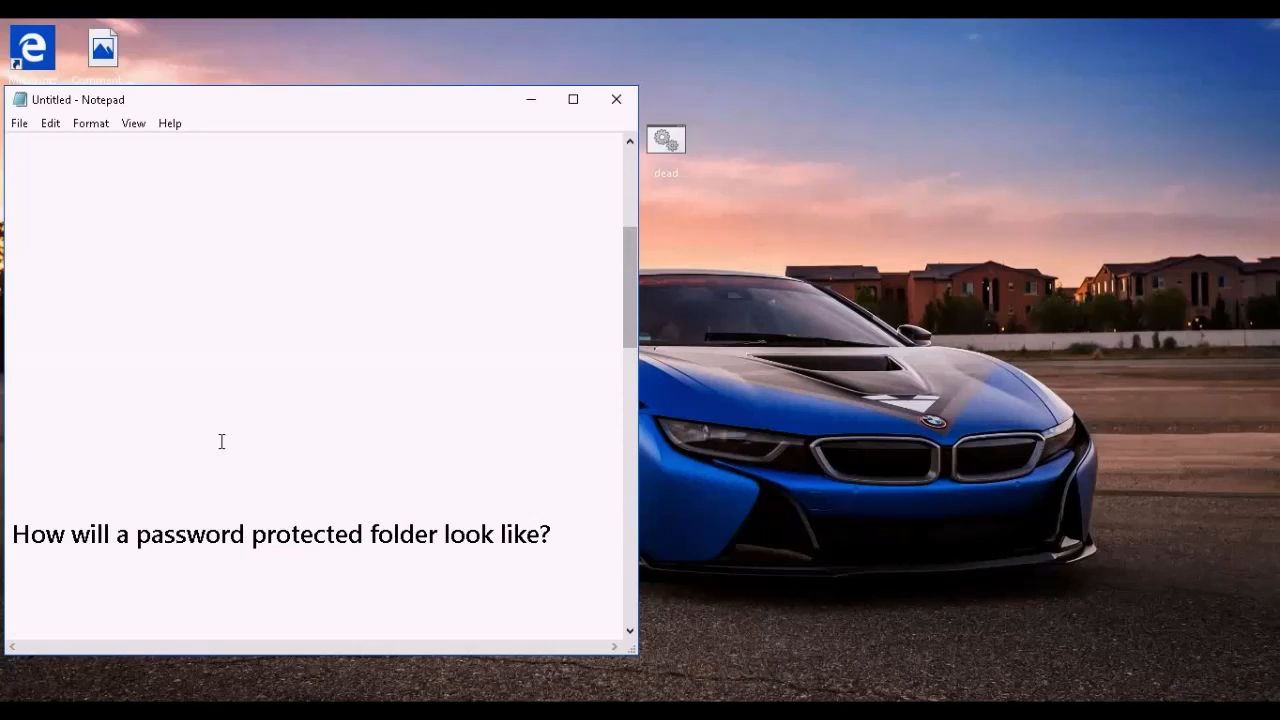 Untitled - Notepad
File Edit Format View Help
dead
How will a password protected folder look like?